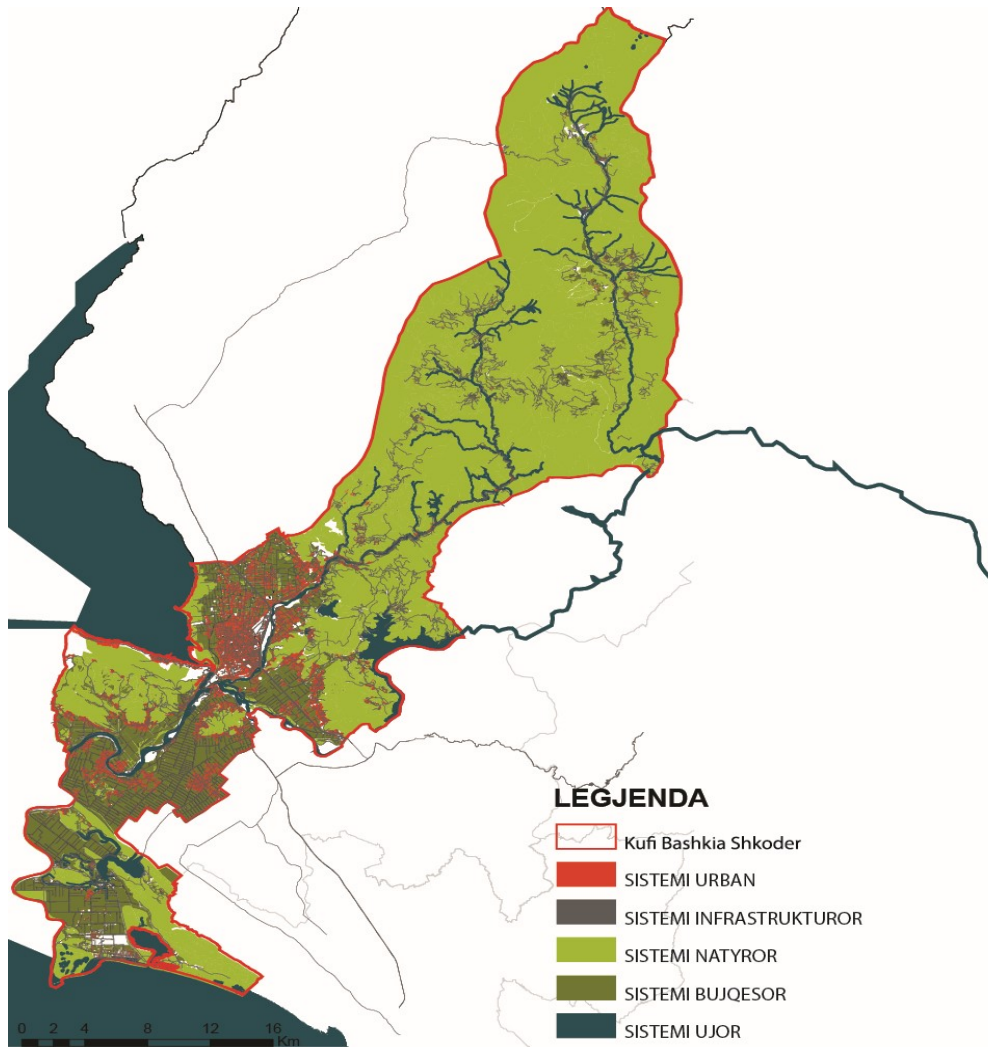 LEGJENDA
Kufi Bashkia Shkoder
SISTEMI URBAN
SISTEMI INFRASTRUKTUROR
SISTEMI NATYROR
SISTEMI BUJQESOR
SISTEMI UJOR
0 2 4 8 12 16
Km